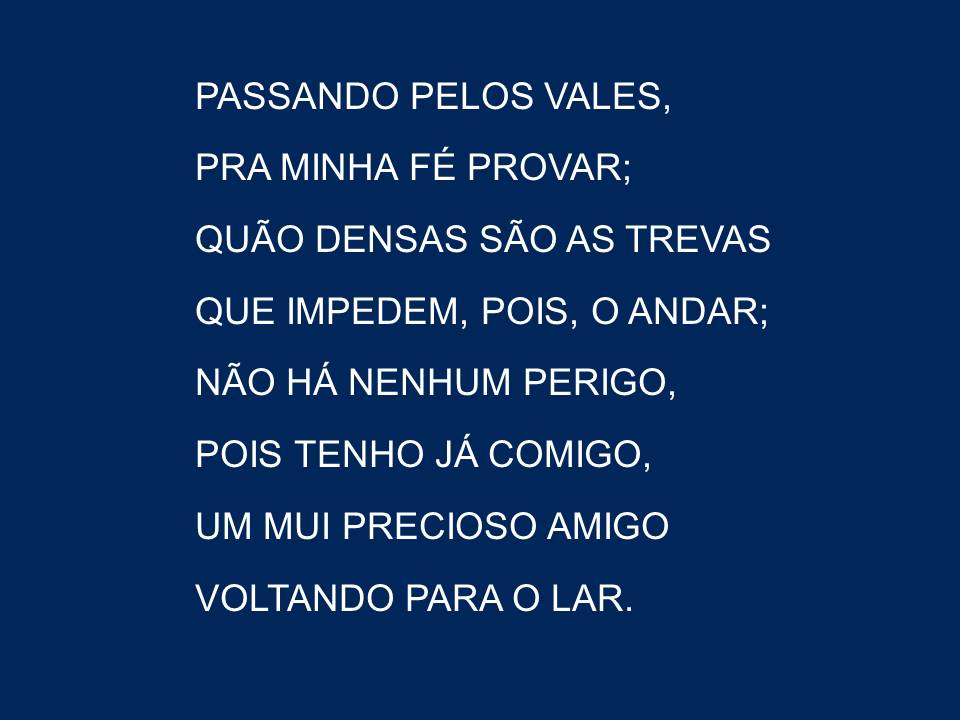 PASSANDO PELOS VALES,
PRA MINHA FÉ PROVAR;
QUÃO DENSAS SÃO AS TREVAS
QUE IMPEDEM, POIS, O ANDAR;
NÃO HÁ NENHUM PERIGO,
POIS TENHO JÁ COMIGO,
UM MUI PRECIOSO AMIGO
VOLTANDO PARA O LAR.